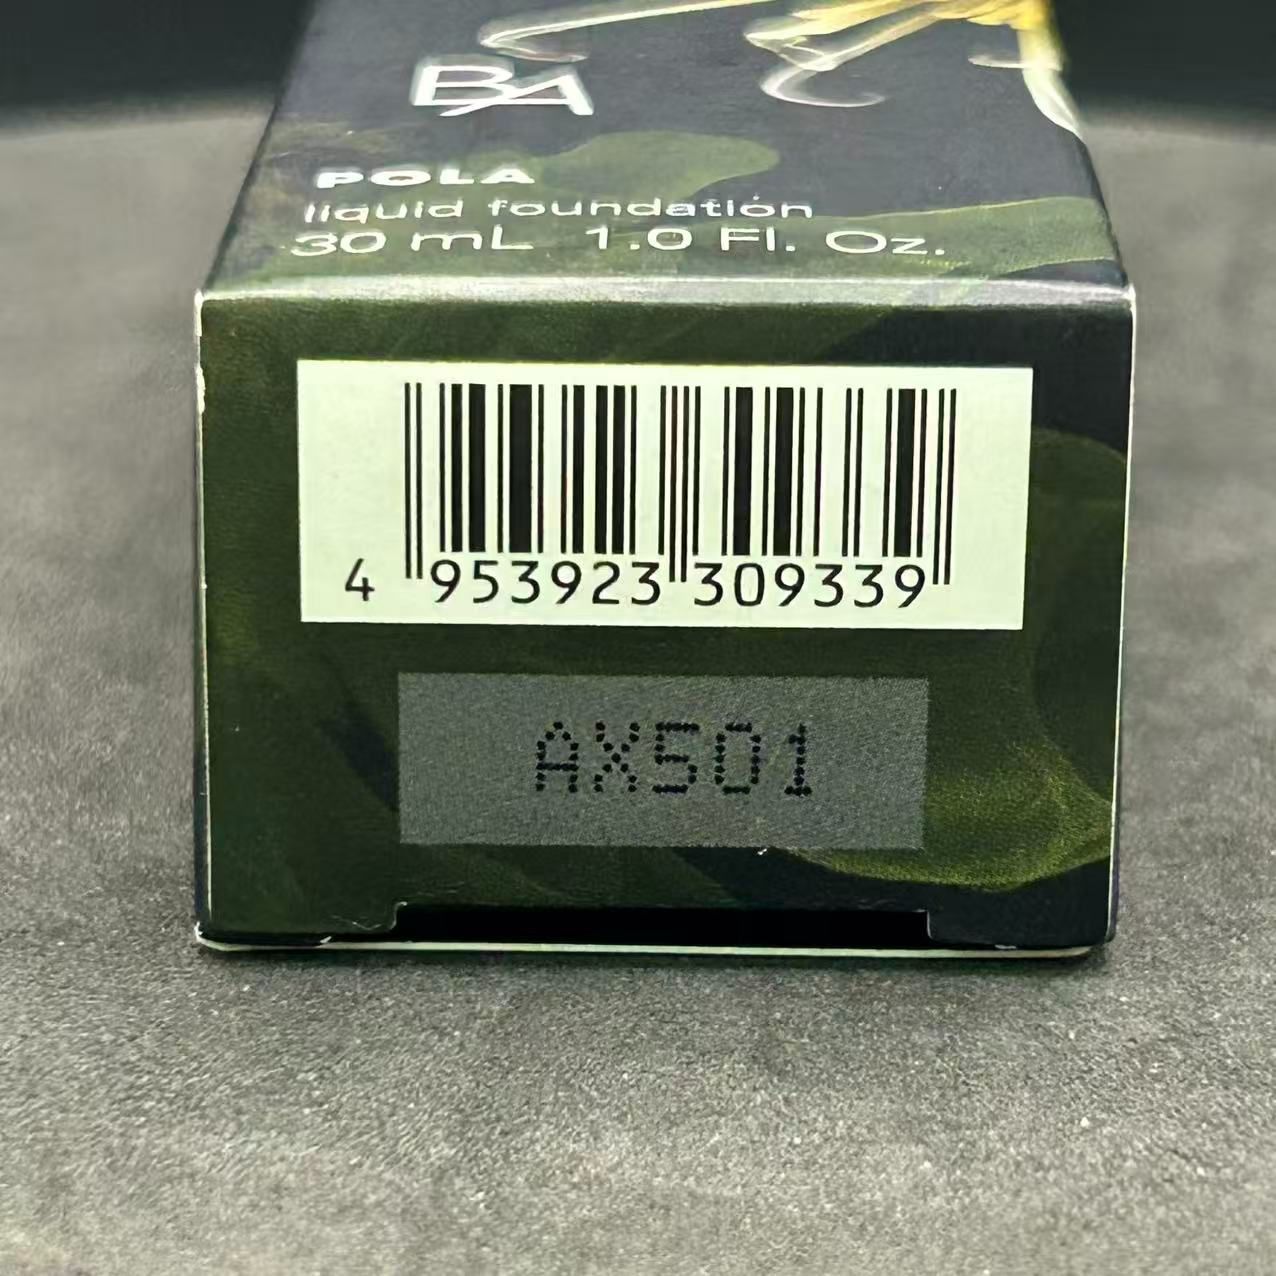 BA
POLA
liquid foundation
30 mL 1.0 Fl. Oz.
4 953923 309339
AX501